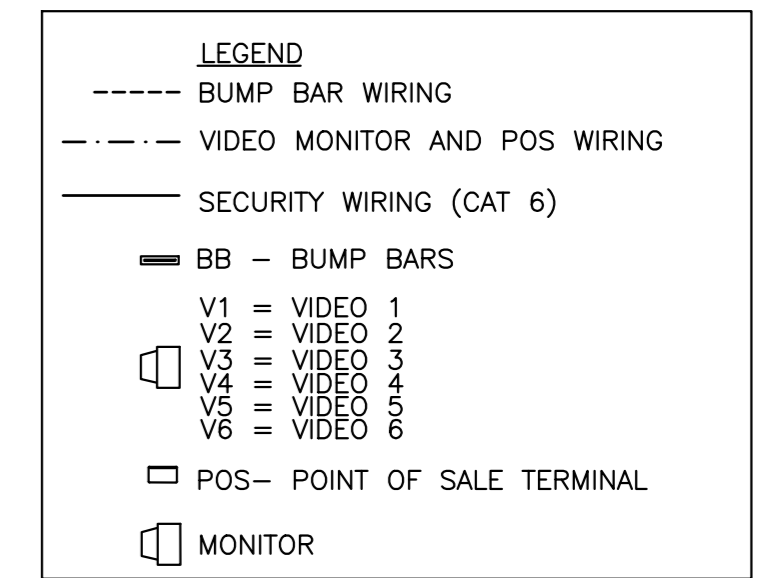 LEGEND
BUMP BAR WIRING
VIDEO MONITOR AND POS WIRING
SECURITY WIRING (CAT 6)
BB – BUMP BARS
V1 = VIDEO 1
V2 = VIDEO 2
V3 = VIDEO 3
V4 = VIDEO 4
V5 = VIDEO 5
V6 = VIDEO 6
POS– POINT OF SALE TERMINAL
MONITOR